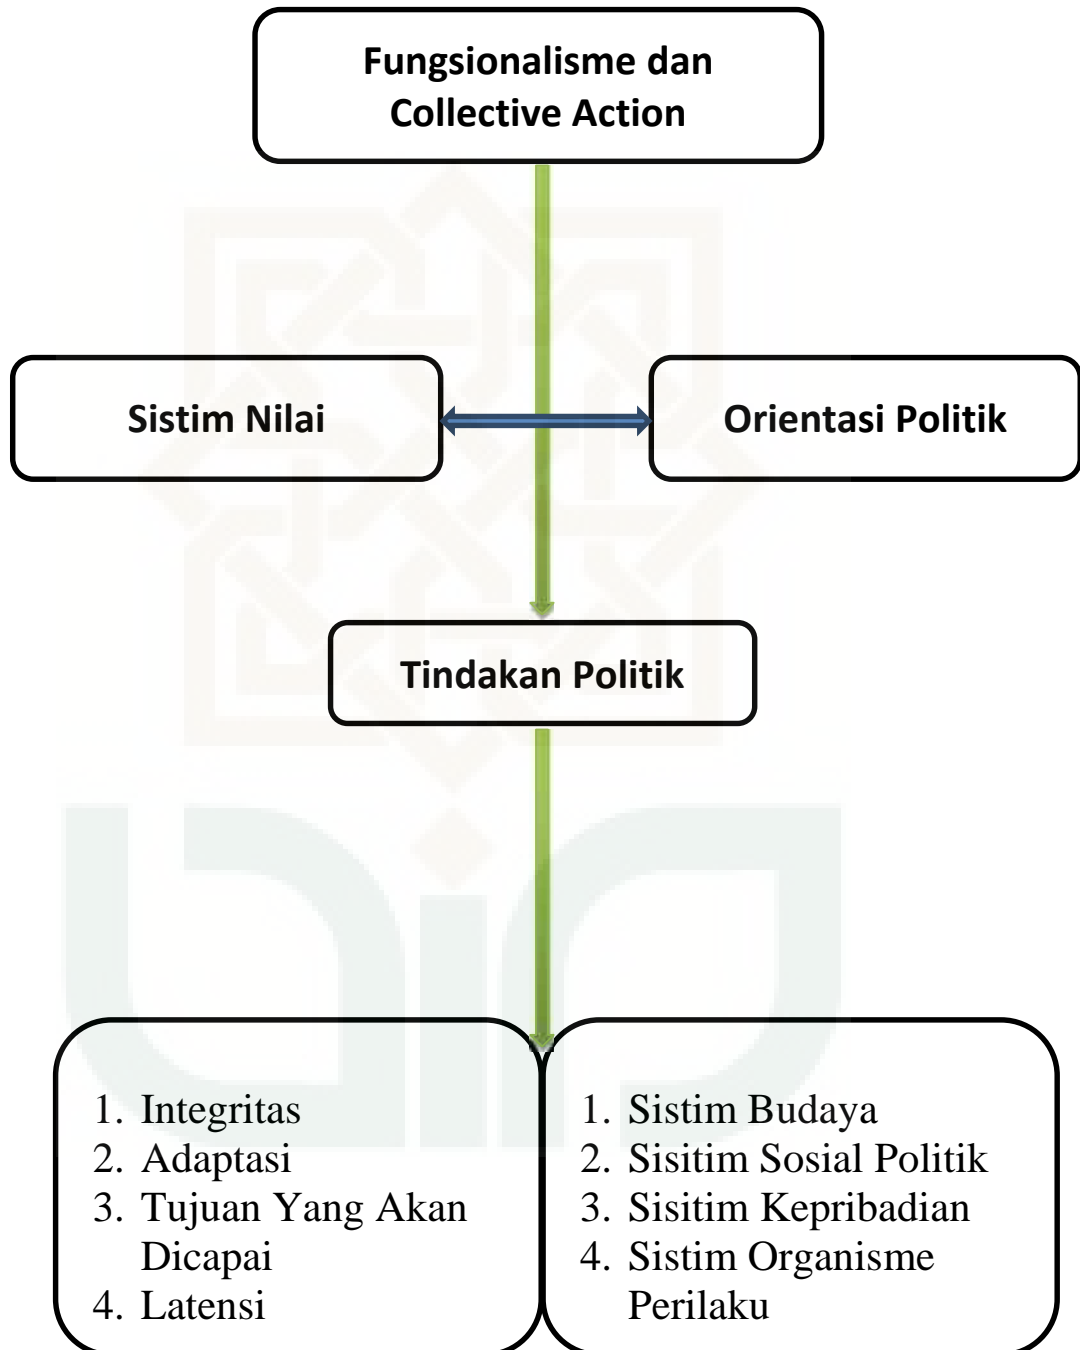 Fungsionalisme dan
Collective Action
Sistim Nilai
Orientasi Politik
Tindakan Politik
1. Integritas
2. Adaptasi
3. Tujuan Yang Akan
Dicapai
4. Latensi
1. Sistim Budaya
2. Sisitim Sosial Politik
3. Sisitim Kepribadian
4. Sistim Organisme
Perilaku